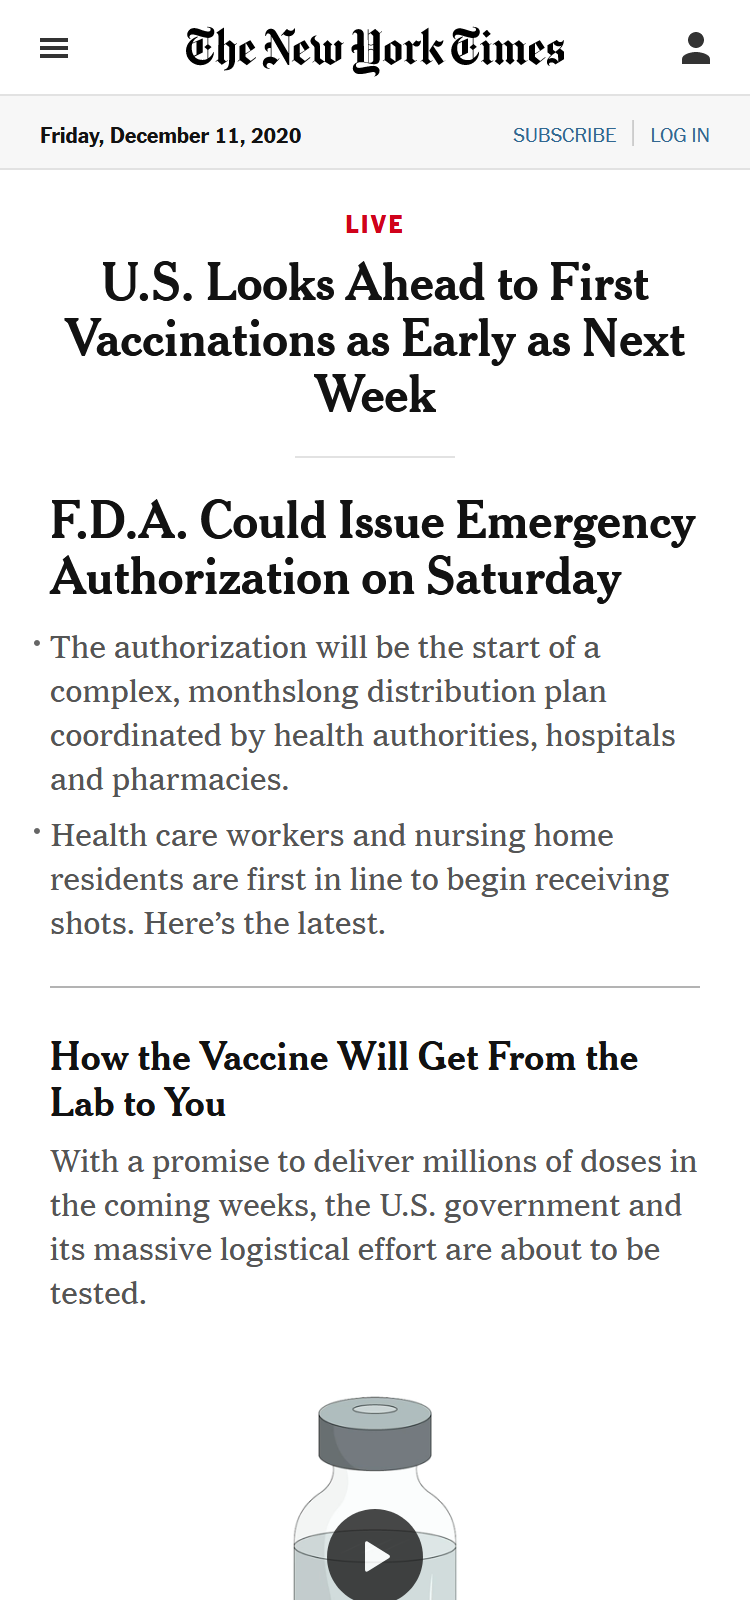 The New York Times
Friday, December 11, 2020
SUBSCRIBE
LOG IN
LIVE
U.S. Looks Ahead to First
Vaccinations as Early as Next
Week
F.D.A. Could Issue Emergency
Authorization on Saturday
• The authorization will be the start of a
complex, monthslong distribution plan
coordinated by health authorities, hospitals
and pharmacies.
• Health care workers and nursing home
residents are first in line to begin receiving
shots. Here’s the latest.
How the Vaccine Will Get From the
Lab to You
With a promise to deliver millions of doses in
the coming weeks, the U.S. government and
its massive logistical effort are about to be
tested.